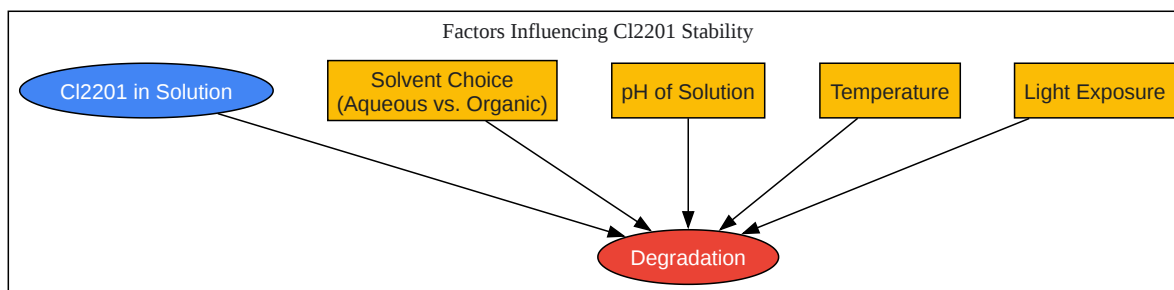 Factors Influencing Cl2201 Stability
Cl2201 in Solution
Solvent Choice
(Aqueous vs. Organic)
pH of Solution
Temperature
Light Exposure
Degradation